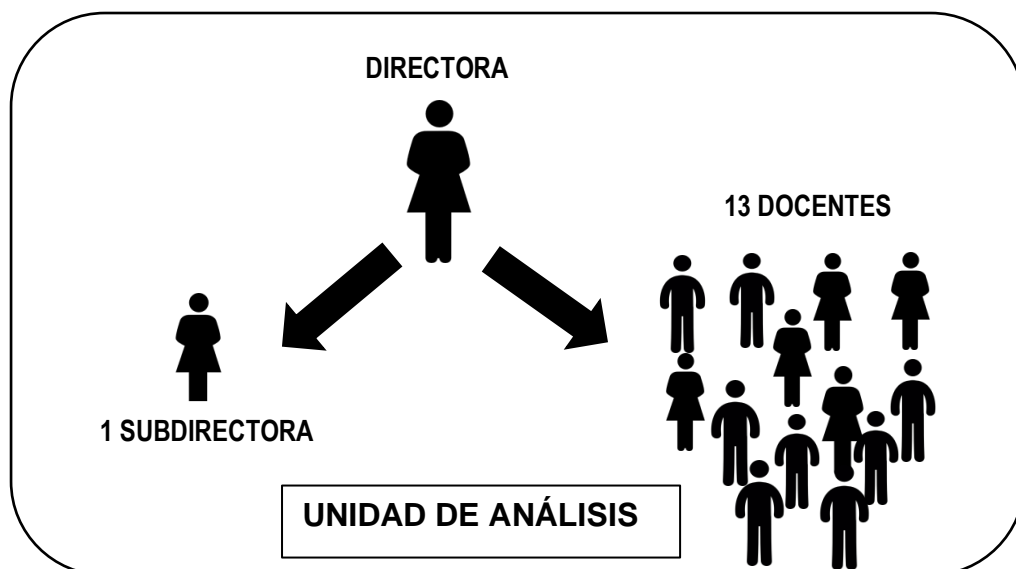 DIRECTORA
13 DOCENTES
1 SUBDIRECTORA
UNIDAD DE ANÁLISIS